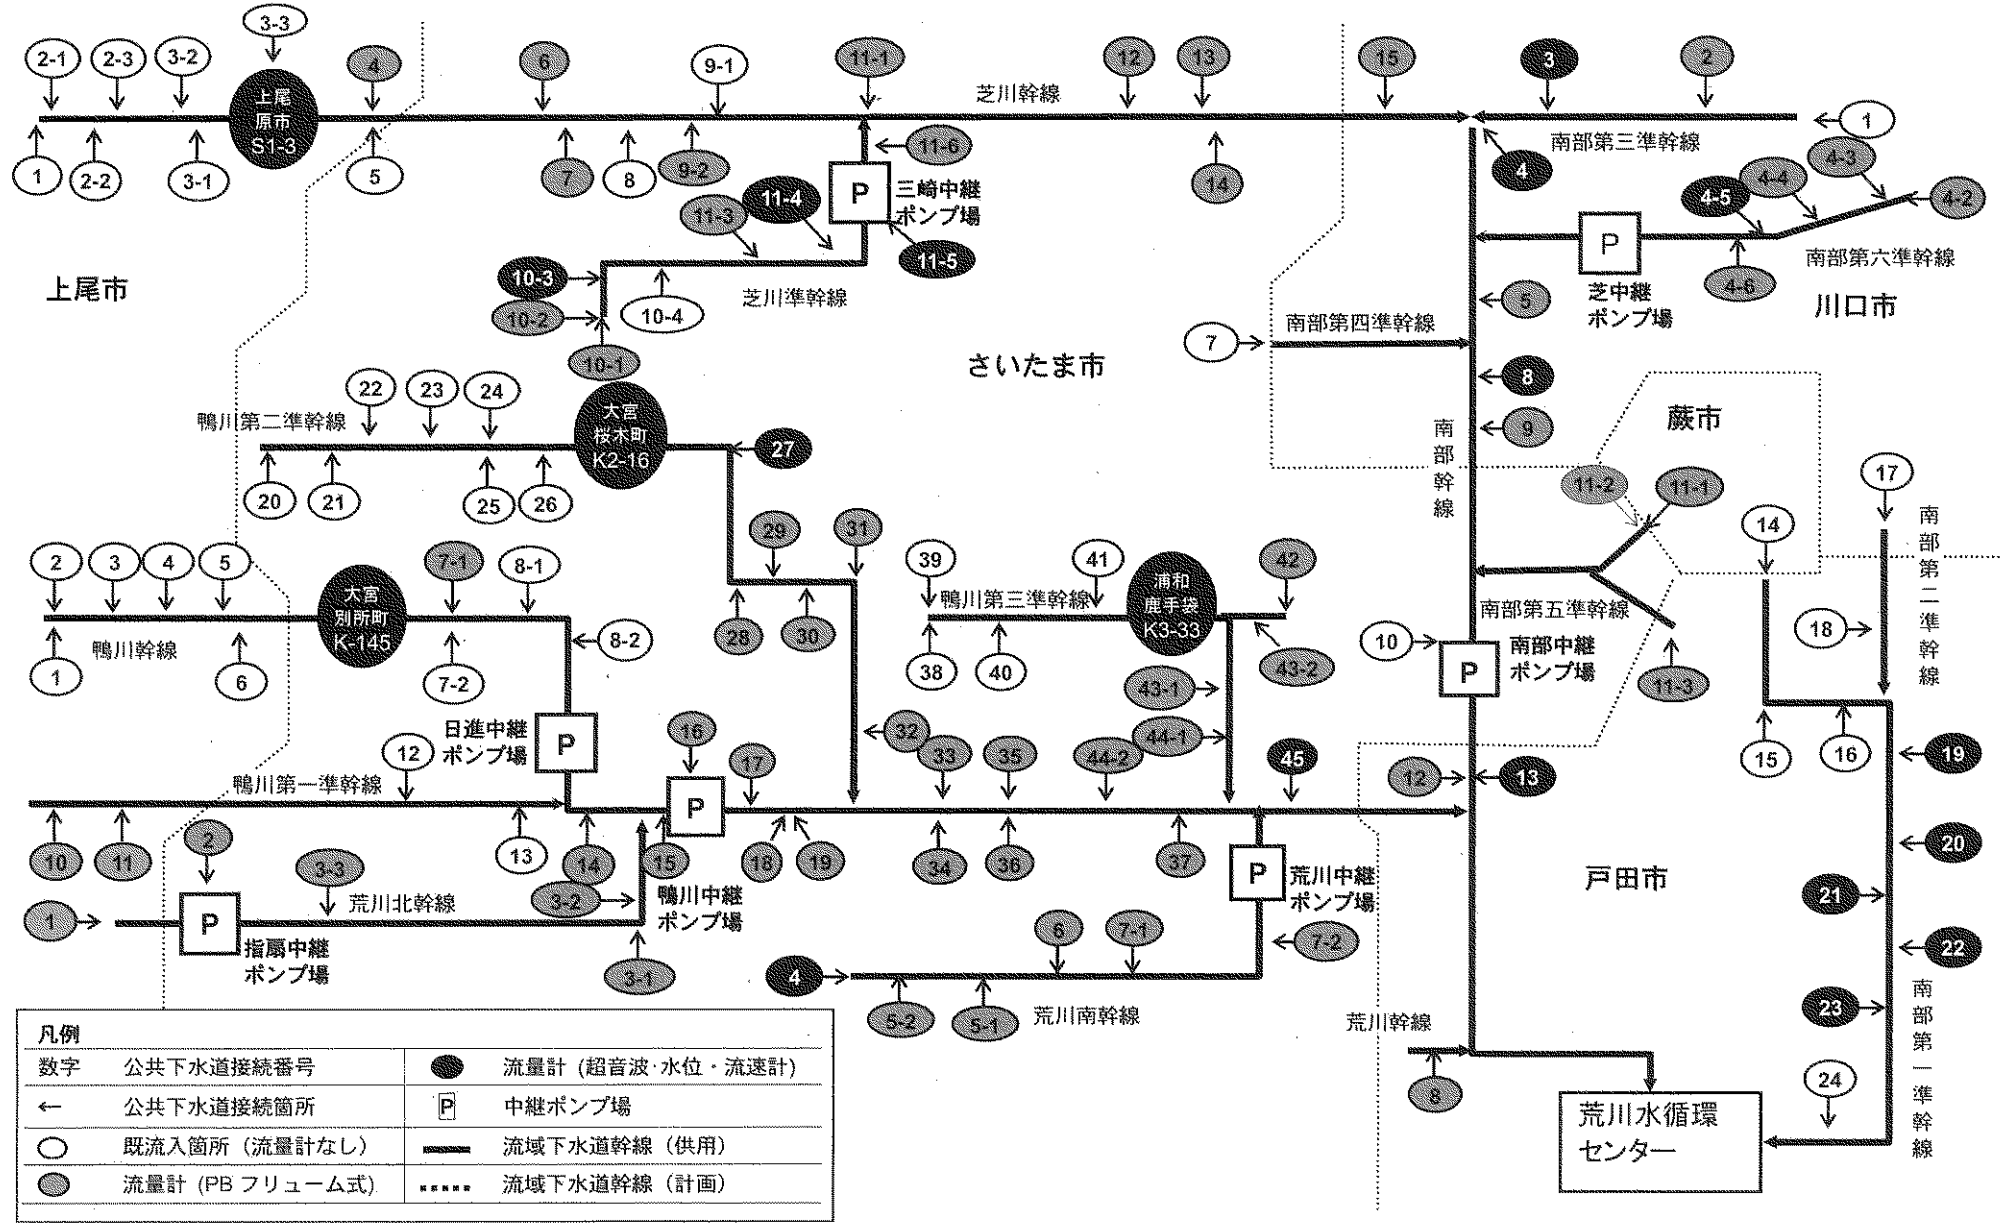 3-3
2-1
2-3
3-2
4
6
9-1
11-1
12
13
15
3
2
上尾
原市
S1-3
芝川幹線
南部第三準幹線
1
1
2-2
3-1
5
7
8
9-2
11-6
14
4
4-3
4-4
4-5
4-2
P
三崎中継
ポンプ場
11-4
11-3
11-5
10-3
10-2
10-1
10-4
芝川準幹線
P
芝中継
ポンプ場
4-6
南部第六準幹線
川口市
上尾市
さいたま市
5
7
南部第四準幹線
8
9
蕨市
南部幹線
22
23
24
鴨川第二準幹線
大宮
桜木町
K2-16
27
20
21
25
26
11-2
11-1
14
17
南部第二準幹線
29
31
28
30
39
41
浦和
鹿手袋
K3-33
42
鴨川第三準幹線
38
40
43-1
43-2
2
3
4
5
大宮
別所町
K-145
7-1
8-1
8-2
鴨川幹線
1
6
7-2
南部第五準幹線
10
P
南部中継
ポンプ場
11-3
18
15
16
日進中継
ポンプ場
P
12
鴨川第一準幹線
16
17
32
33
35
44-2
44-1
45
12
13
19
P
10
11
13
14
15
18
19
34
36
37
20
戸田市
2
3-3
3-2
鴨川中継
ポンプ場
荒川北幹線
1
P
指扇中継
ポンプ場
3-1
P
荒川中継
ポンプ場
21
22
6
7-1
7-2
4
5-2
5-1
荒川南幹線
23
荒川幹線
8
南部第一準幹線
24
荒川水循環
センター
凡例
数字 公共下水道接続番号
公共下水道接続箇所
既流入箇所（流量計なし）
流量計 (PBフリューム式)
流量計 (超音波・水位・流速計)
P 中継ポンプ場
流域下水道幹線（供用）
流域下水道幹線（計画）